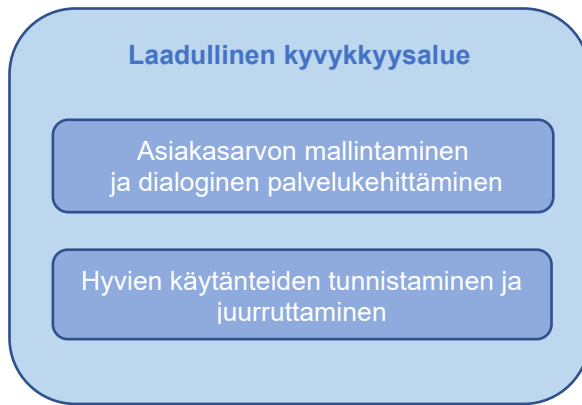 Laadullinen kyvykkyysalue
Asiakasarvon mallintaminen
ja dialoginen palvelukehittäminen
Hyvien käytänteiden tunnistaminen ja
juurruttaminen